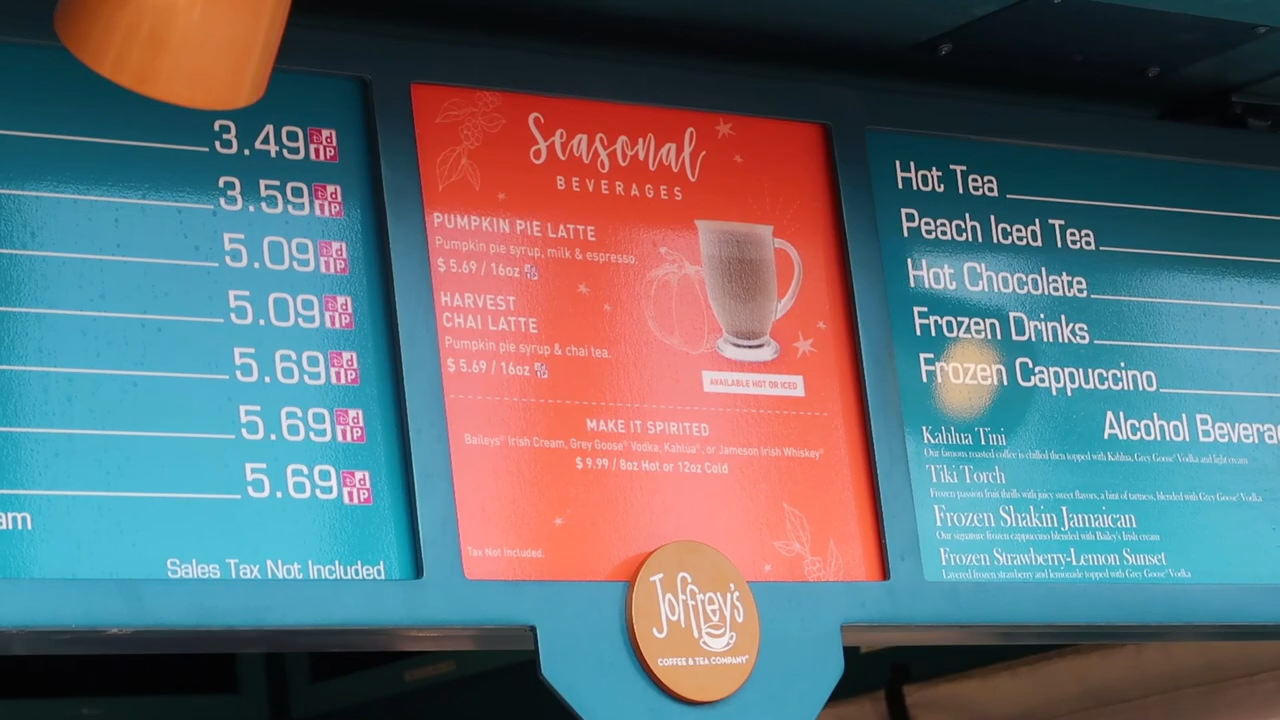 3.49
3.59
5.09
5.09
5.69
5.69
5.69
am
Sales Tax Not Included
Seasonal
BEVERAGES
PUMPKIN PIE LATTE
Pumpkin pie syrup, milk & espresso.
$5.69 / 16oz
HARVEST
CHAI LATTE
Pumpkin pie syrup & chai tea.
$5.69 / 16oz
AVAILABLE HOT OR ICED
MAKE IT SPIRITED
Baileys® Irish Cream, Grey Goose® Vodka, Kahlúa®, or Jameson Irish Whiskey®
$9.99 / 8oz Hot or 12oz Cold
Tax Not Included.
Joffrey's
COFFEE & TEA COMPANY
Hot Tea
Peach Iced Tea
Hot Chocolate
Frozen Drinks
Frozen Cappuccino
Alcohol Bevera
Kahlua Tini
Our famous roasted coffee is chilled then topped with Kahlua, Grey Goose® Vodka and light cream
Tiki Torch
Frozen passion fruit thrills with juicy sweet flavors, a hint of tartness, blended with Grey Goose® Vodka
Frozen Shakin Jamaican
Our signature frozen cappuccino blended with Bailey's Irish cream
Frozen Strawberry-Lemon Sunset
Layered frozen strawberry and lemonade topped with Grey Goose® Vodka